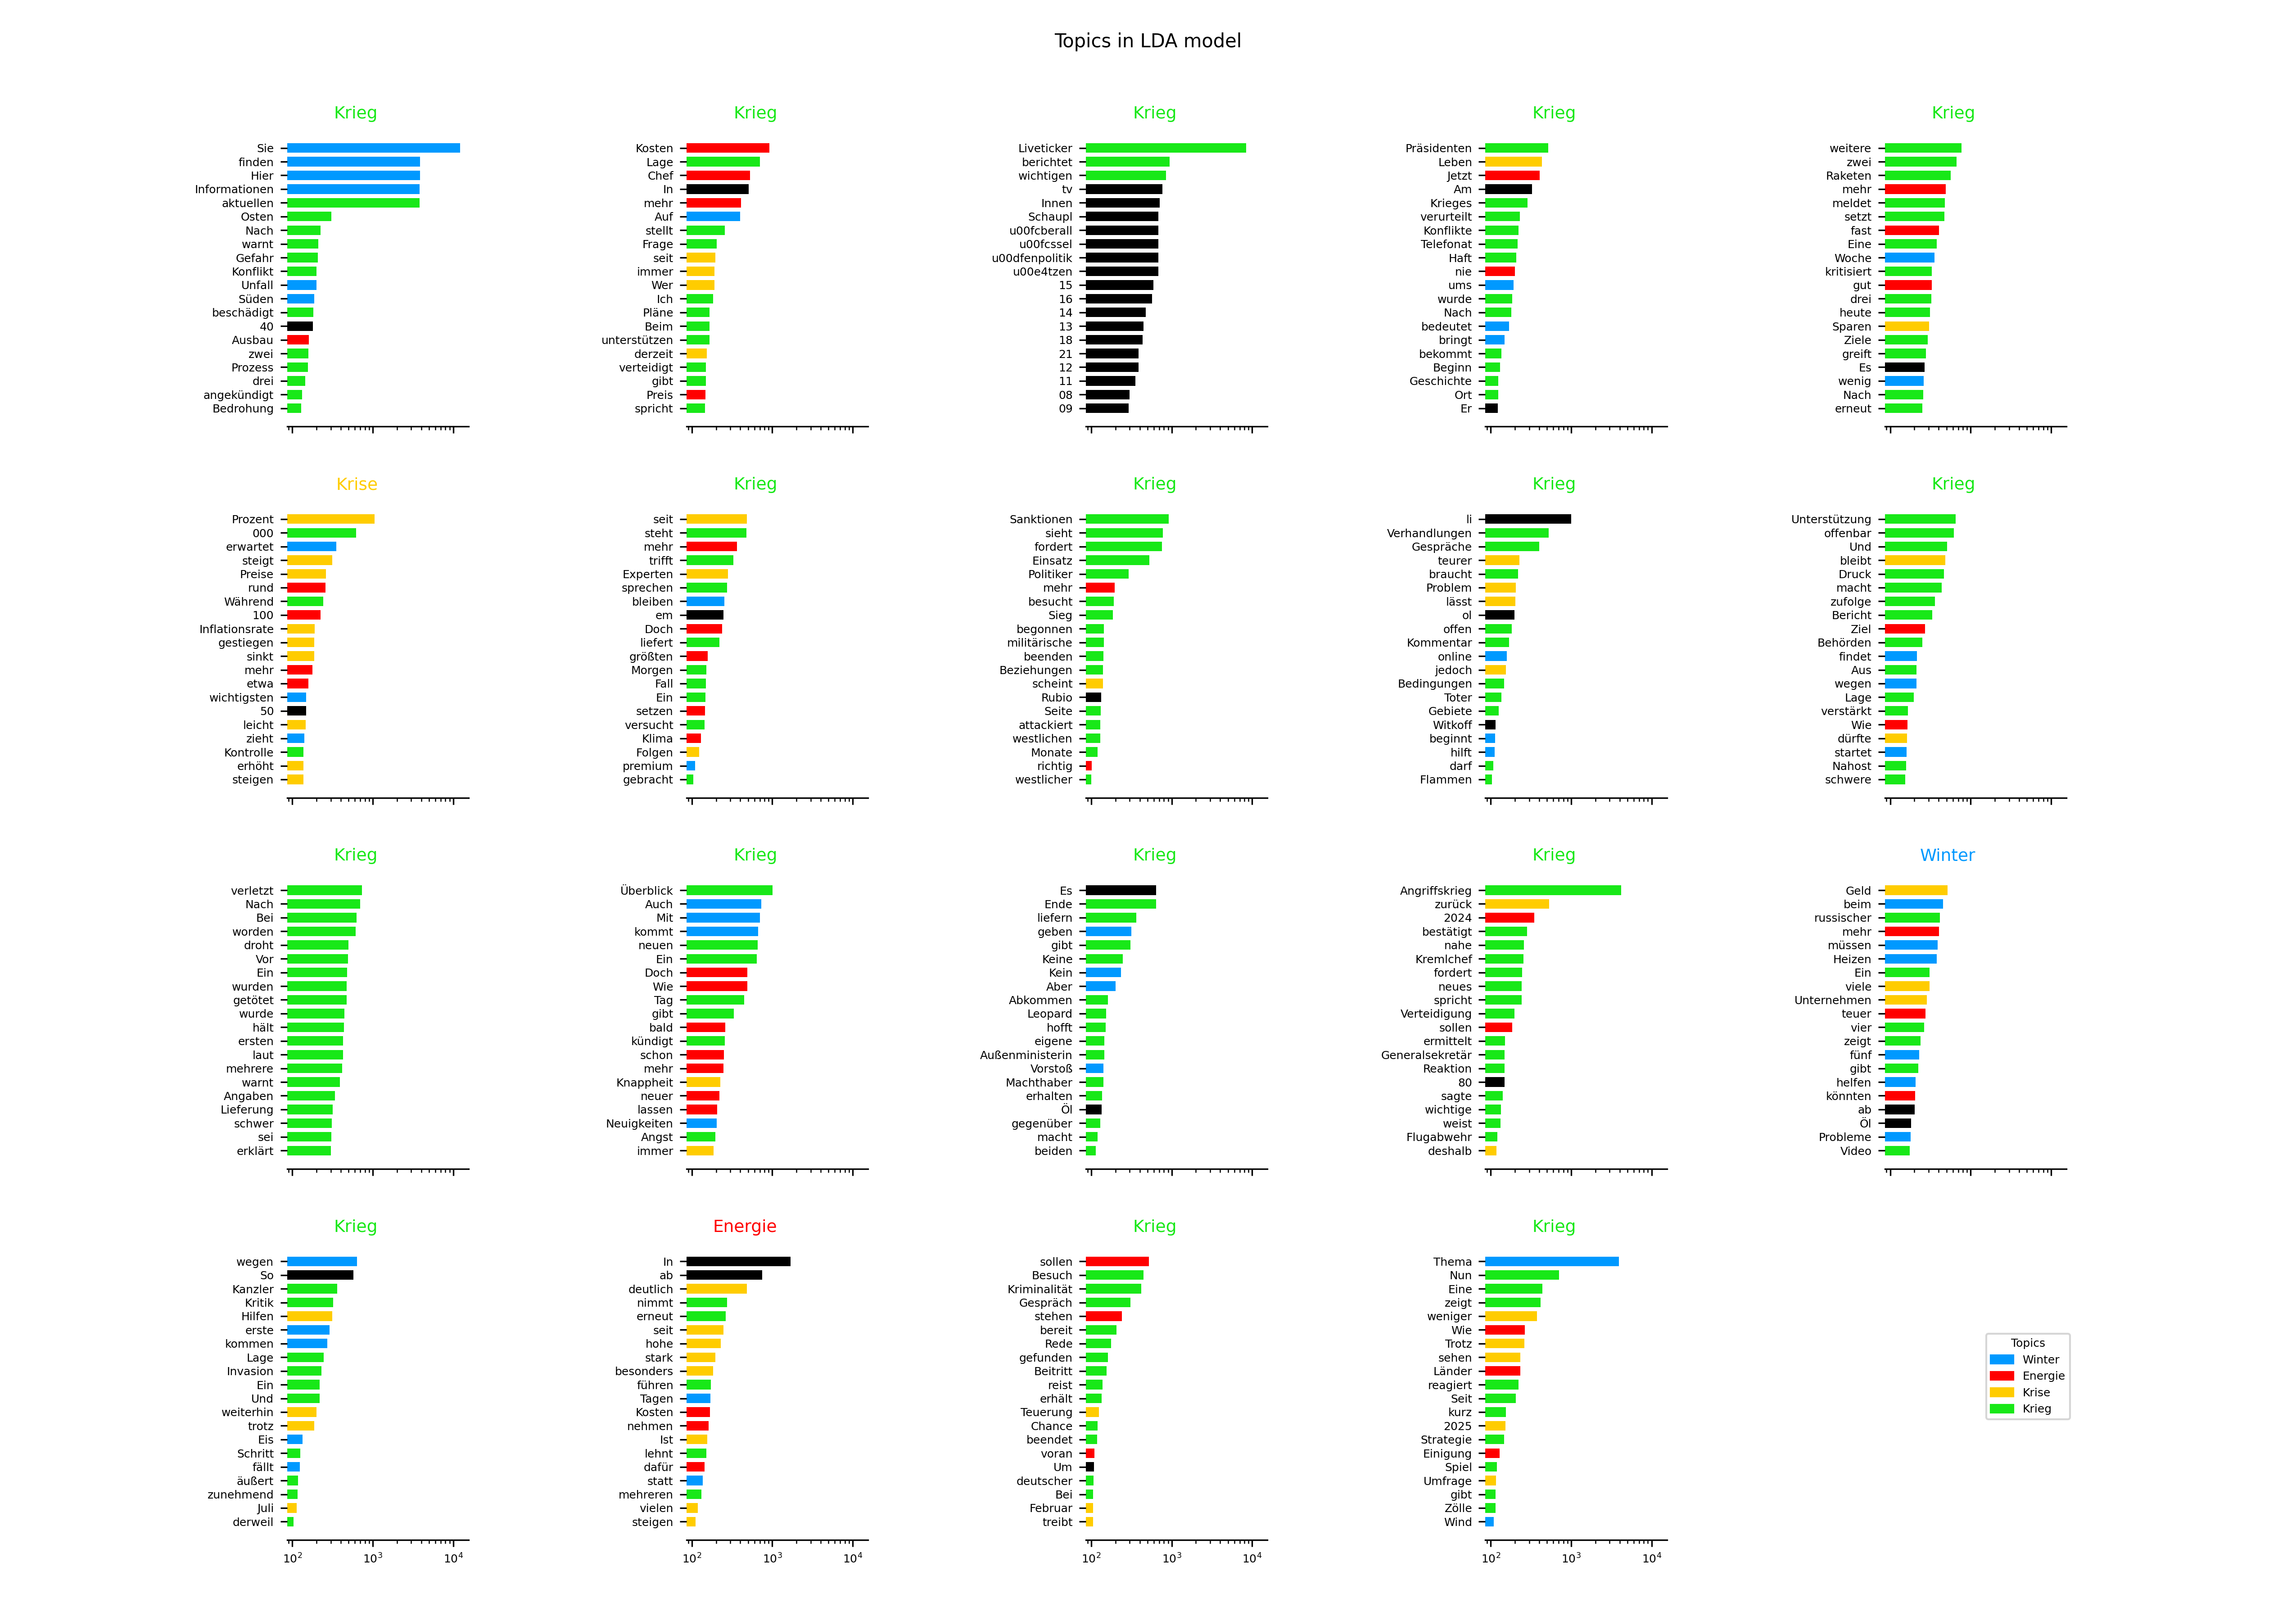 Topics in LDA model
Krieg
Sie
finden
Hier
Informationen
aktuellen
Osten
Nach
warnt
Gefahr
Konflikt
Unfall
Süden
beschädigt
40
Ausbau
zwei
Prozess
drei
angekündigt
Bedrohung
Krieg
Kosten
Lage
Chef
In
mehr
Auf
stellt
Frage
seit
immer
Wer
Ich
Pläne
Beim
unterstützen
derzeit
verteidigt
gibt
Preis
spricht
Krieg
Liveticker
berichtet
wichtigen
tv
Innen
Schaupl
u00fcberall
u00fcssel
u00dfenpolitik
u00e4tzen
15
16
14
13
18
21
12
11
08
09
Krieg
Präsidenten
Leben
Jetzt
Am
Krieges
verurteilt
Konflikte
Telefonat
Haft
nie
ums
wurde
Nach
bedeutet
bringt
bekommt
Beginn
Geschichte
Ort
Er
Krieg
weitere
zwei
Raketen
mehr
meldet
setzt
fast
Eine
Woche
kritisiert
gut
drei
heute
Sparen
Ziele
greift
Es
wenig
Nach
erneut
Krise
Prozent
000
erwartet
steigt
Preise
rund
Während
100
Inflationsrate
gestiegen
sinkt
mehr
etwa
wichtigsten
50
leicht
zieht
Kontrolle
erhöht
steigen
Krieg
seit
steht
mehr
trifft
Experten
sprechen
bleiben
em
Doch
liefert
größten
Morgen
Fall
Ein
setzen
versucht
Klima
Folgen
premium
gebracht
Krieg
Sanktionen
sieht
fordert
Einsatz
Politiker
mehr
besucht
Sieg
begonnen
militärische
beenden
Beziehungen
scheint
Rubio
Seite
attackiert
westlichen
Monate
richtig
westlicher
Krieg
li
Verhandlungen
Gespräche
teurer
braucht
Problem
lässt
ol
offen
Kommentar
online
jedoch
Bedingungen
Toter
Gebiete
Witkoff
beginnt
hilft
darf
Flammen
Krieg
Unterstützung
offenbar
Und
bleibt
Druck
macht
zufolge
Bericht
Ziel
Behörden
findet
Aus
wegen
Lage
verstärkt
Wie
dürfte
startet
Nahost
schwere
Krieg
verletzt
Nach
Bei
worden
droht
Vor
Ein
wurden
getötet
wurde
hält
ersten
laut
mehrere
warnt
Angaben
Lieferung
schwer
sei
erklärt
Krieg
Überblick
Auch
Mit
kommt
neuen
Ein
Doch
Wie
Tag
gibt
bald
kündigt
schon
mehr
Knappheit
neuer
lassen
Neuigkeiten
Angst
immer
Krieg
Es
Ende
liefern
geben
gibt
Keine
Kein
Aber
Abkommen
Leopard
hofft
eigene
Außenministerin
Vorstoß
Machthaber
erhalten
Öl
gegenüber
macht
beiden
Krieg
Angriffskrieg
zurück
2024
bestätigt
nahe
Kremlchef
fordert
neues
spricht
Verteidigung
sollen
ermittelt
Generalsekretär
Reaktion
80
sagte
wichtige
weist
Flugabwehr
deshalb
Winter
Geld
beim
russischer
mehr
müssen
Heizen
Ein
viele
Unternehmen
teuer
vier
zeigt
fünf
gibt
helfen
könnten
ab
Öl
Probleme
Video
Krieg
wegen
So
Kanzler
Kritik
Hilfen
erste
kommen
Lage
Invasion
Ein
Und
weiterhin
trotz
Eis
Schritt
fällt
äußert
zunehmend
Juli
derweil
10² 10³ 10⁴
Energie
In
ab
deutlich
nimmt
erneut
seit
hohe
stark
besonders
führen
Tagen
Kosten
nehmen
Ist
lehnt
dafür
statt
mehreren
vielen
steigen
10² 10³ 10⁴
Krieg
sollen
Besuch
Kriminalität
Gespräch
stehen
bereit
Rede
gefunden
Beitritt
reist
erhält
Teuerung
Chance
beendet
voran
Um
deutscher
Bei
Februar
treibt
10² 10³ 10⁴
Krieg
Thema
Nun
Eine
zeigt
weniger
Wie
Trotz
sehen
Länder
reagiert
Seit
kurz
2025
Strategie
Einigung
Spiel
Umfrage
gibt
Zölle
Wind
10² 10³ 10⁴
Topics
Winter
Energie
Krise
Krieg